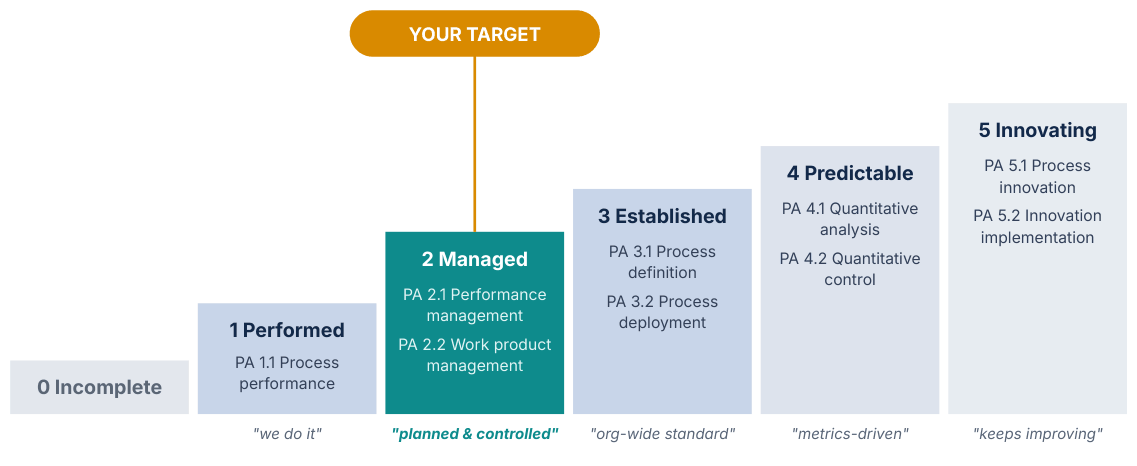 YOUR TARGET
0 Incomplete
1 Performed
PA 1.1 Process
performance
"we do it"
2 Managed
PA 2.1 Performance
management
PA 2.2 Work product
management
"planned & controlled"
3 Established
PA 3.1 Process
definition
PA 3.2 Process
deployment
"org-wide standard"
4 Predictable
PA 4.1 Quantitative
analysis
PA 4.2 Quantitative
control
"metrics-driven"
5 Innovating
PA 5.1 Process
innovation
PA 5.2 Innovation
implementation
"keeps improving"